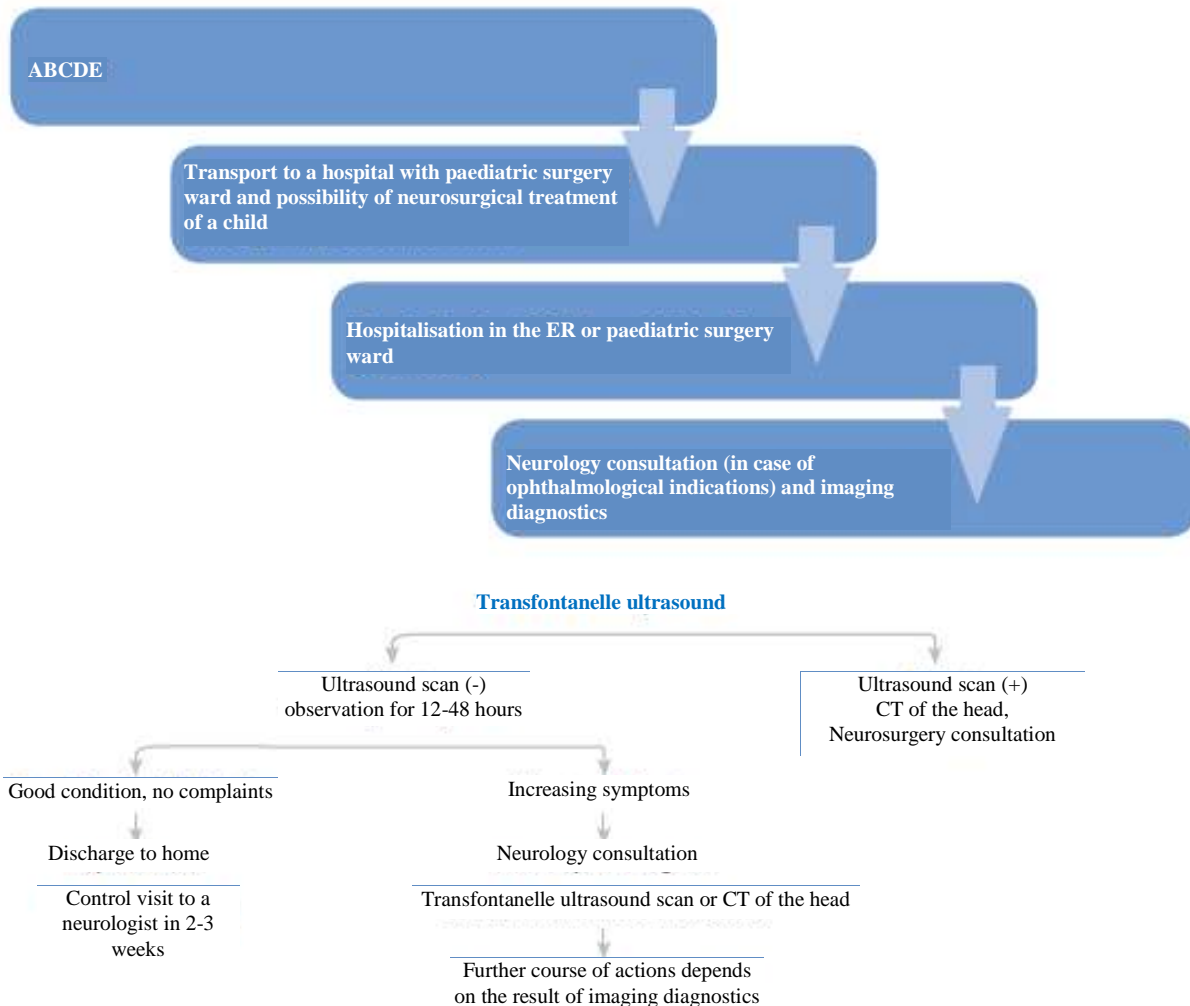 ABCDE
Transport to a hospital with paediatric surgery
ward and possibility of neurosurgical treatment
of a child
Hospitalisation in the ER or paediatric surgery
ward
Neurology consultation (in case of
ophthalmological indications) and imaging
diagnostics
Transfontanelle ultrasound
Ultrasound scan (-)
observation for 12-48 hours
Ultrasound scan (+)
CT of the head,
Neurosurgery consultation
Good condition, no complaints
Increasing symptoms
Discharge to home
Neurology consultation
Control visit to a
neurologist in 2-3
weeks
Transfontanelle ultrasound scan or CT of the head
Further course of actions depends
on the result of imaging diagnostics